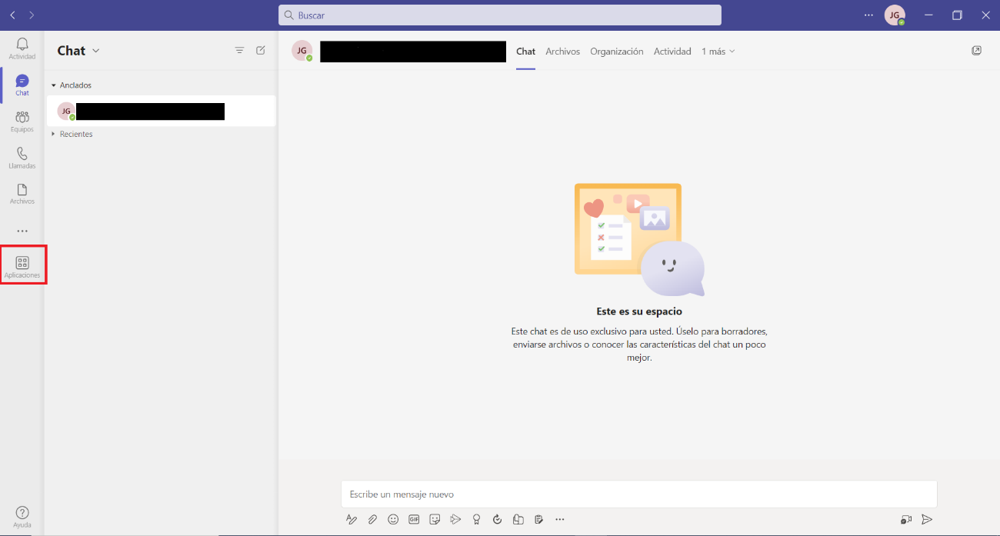 Buscar
JG
Actividad
Chat
Equipos
Llamadas
Archivos
Aplicaciones
Ayuda
Chat
Anclados
JG
Recientes
JG
Chat Archivos Organización Actividad 1 más
Este es su espacio
Este chat es de uso exclusivo para usted. Úselo para borradores,
enviarse archivos o conocer las características del chat un poco
mejor.
Escribe un mensaje nuevo
GIF